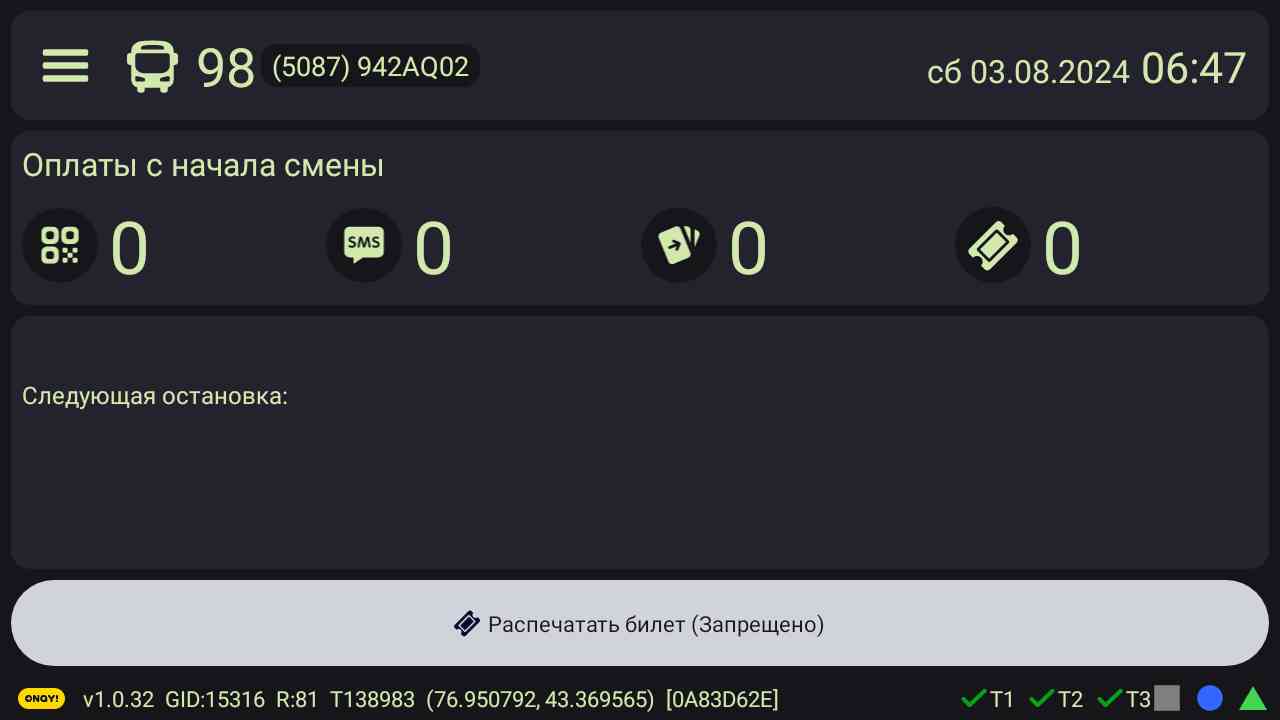 98 (5087) 942AQ02 сб 03.08.2024 06:47
Оплаты с начала смены
0 SMS 0 0 0
Следующая остановка:
Распечатать билет (Запрещено)
ONAY! v1.0.32 GID:15316 R:81 T138983 (76.950792, 43.369565) [0A83D62E] T1 T2 T3